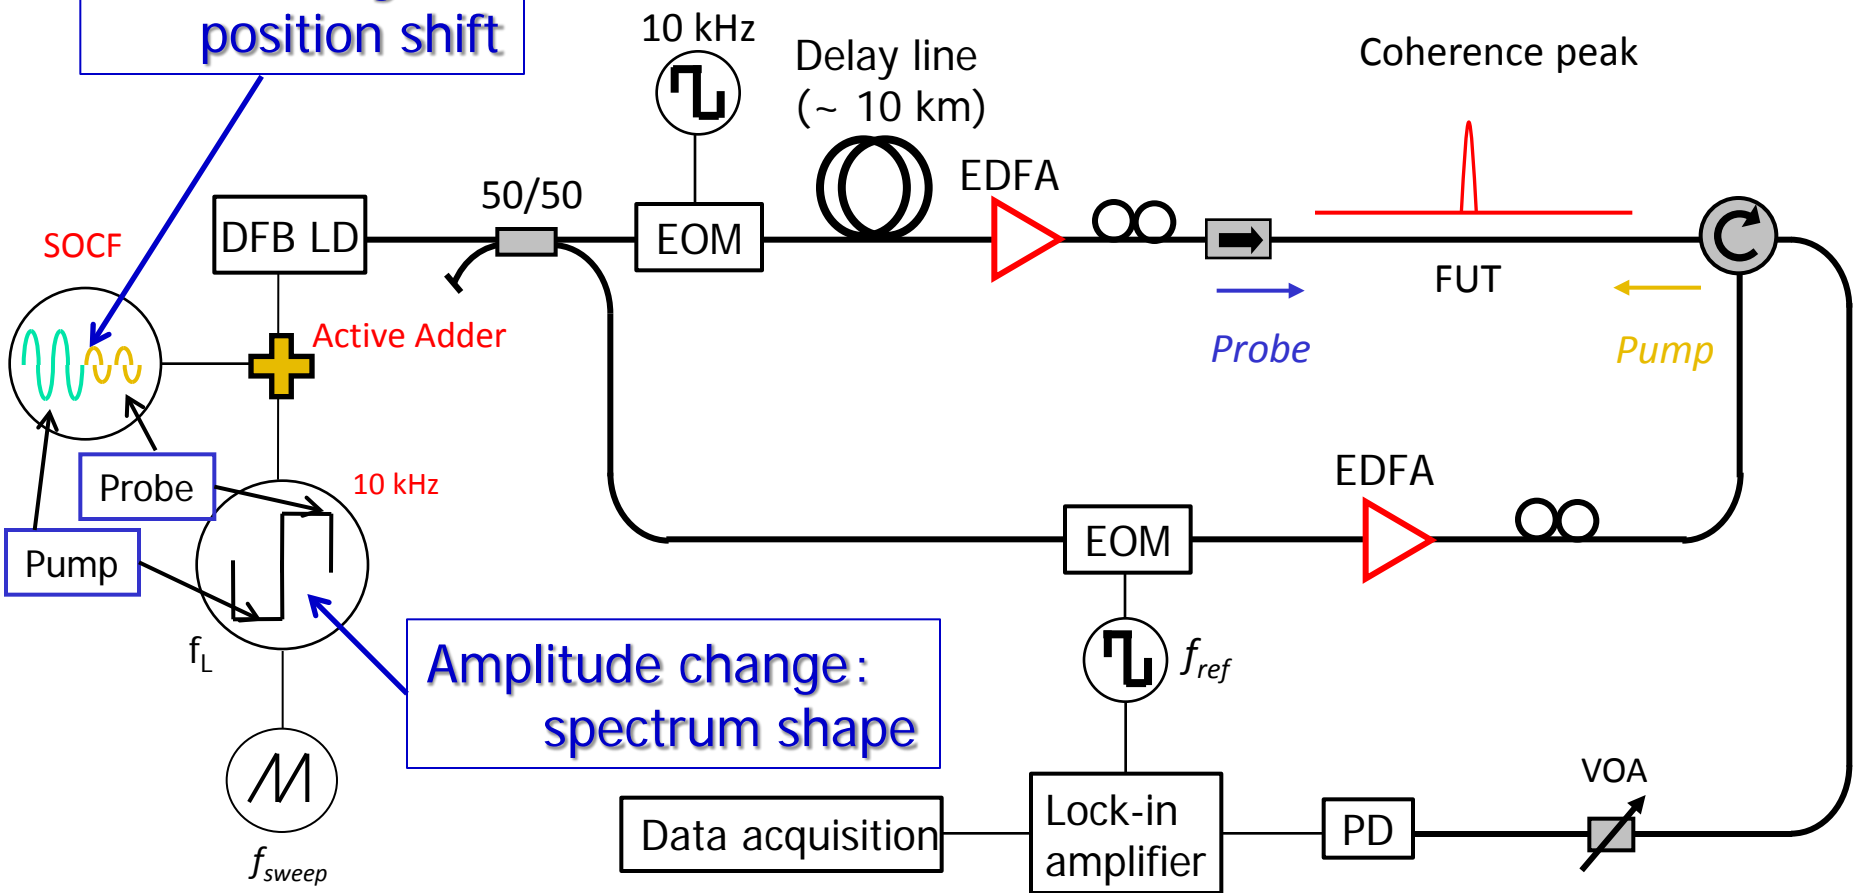 position shift
10 kHz
Delay line
(~ 10 km)
Coherence peak
50/50
EDFA
SOCF
DFB LD
EOM
FUT
Active Adder
Probe
Pump
Probe
10 kHz
EDFA
Pump
EOM
f_L
Amplitude change:
spectrum shape
f_ref
VOA
Lock-in
amplifier
Data acquisition
PD
f_sweep